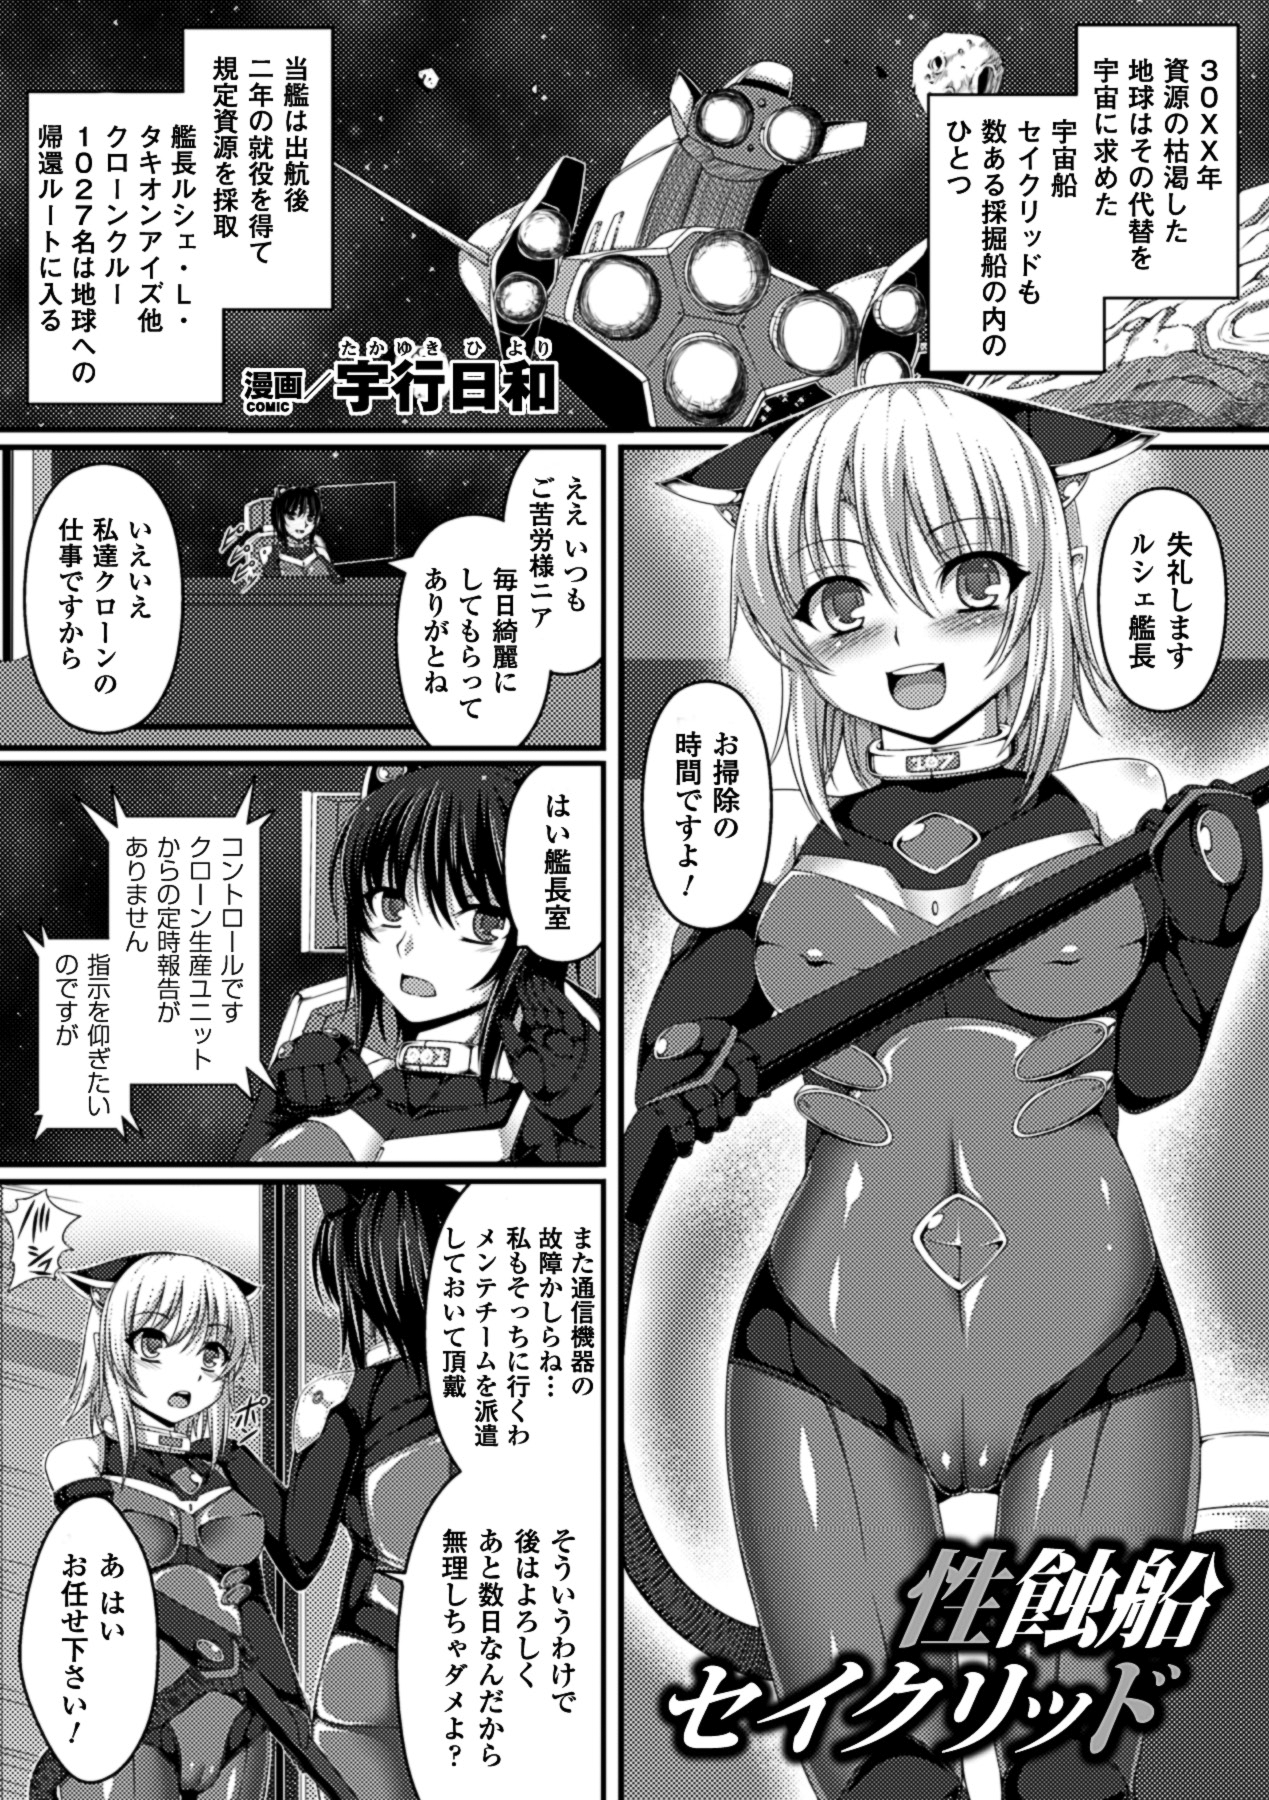 30XX年
資源の枯渇した
地球はその代替を
宇宙に求めた
宇宙船
セイクリッドも
数ある採掘船の内の
ひとつ
当艦は出航後
二年の就役を得て
規定資源を採取
艦長ルシェ・L・
タキオンアイズ他
クローンクルー
1027名は地球への
帰還ルートに入る
漫画/宇行日和
COMIC
たかゆきひより
失礼します
ルシェ艦長
お掃除の
時間ですよ!
ええ いつも
ご苦労様ニア
毎日綺麗に
してもらって
ありがとね
ピピピピ
いえいえ
私達クローンの
仕事ですから
はい艦長室
コントロールです
クローン生産ユニット
からの定時報告が
ありません
指示を仰ぎたい
のですが
また通信機器の
故障かしらね…
私もそっちに行くわ
メンテチームを派遣
しておいて頂戴
そういうわけで
後はよろしく
あと数日なんだから
無理しちゃダメよ?
ポン
あ はい
お任せ下さい!
性蝕船
セイクリッド